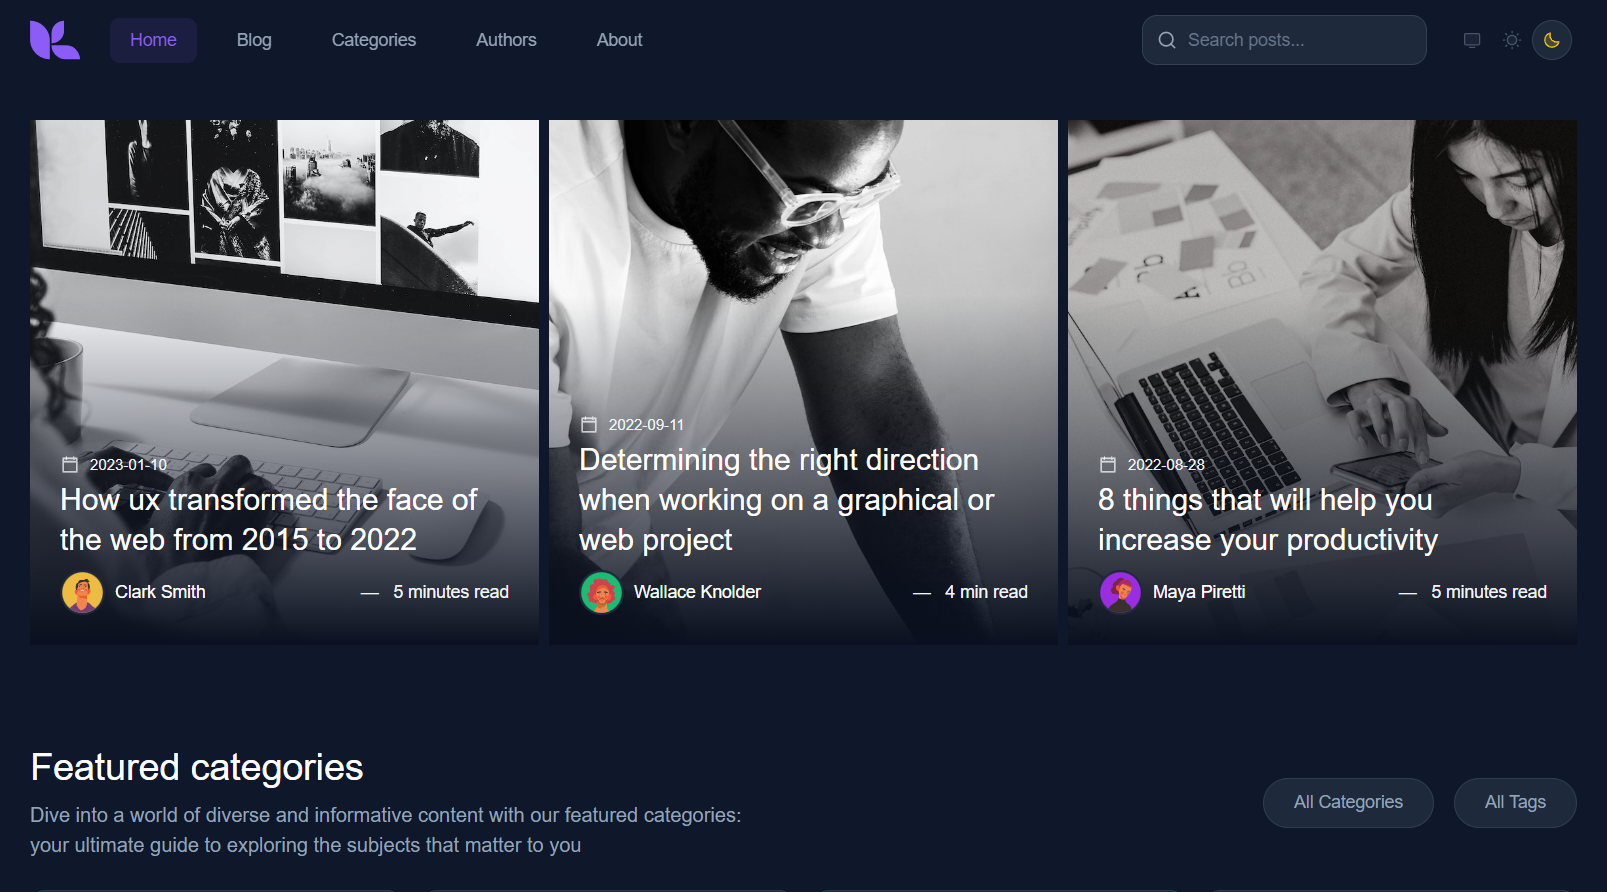 Home
Blog
Categories
Authors
About
Search posts...
2023-01-10
How ux transformed the face of
the web from 2015 to 2022
Clark Smith
— 5 minutes read
2022-09-11
Determining the right direction
when working on a graphical or
web project
Wallace Knolder
— 4 min read
2022-08-28
8 things that will help you
increase your productivity
Maya Piretti
— 5 minutes read
Featured categories
Dive into a world of diverse and informative content with our featured categories:
your ultimate guide to exploring the subjects that matter to you
All Categories
All Tags